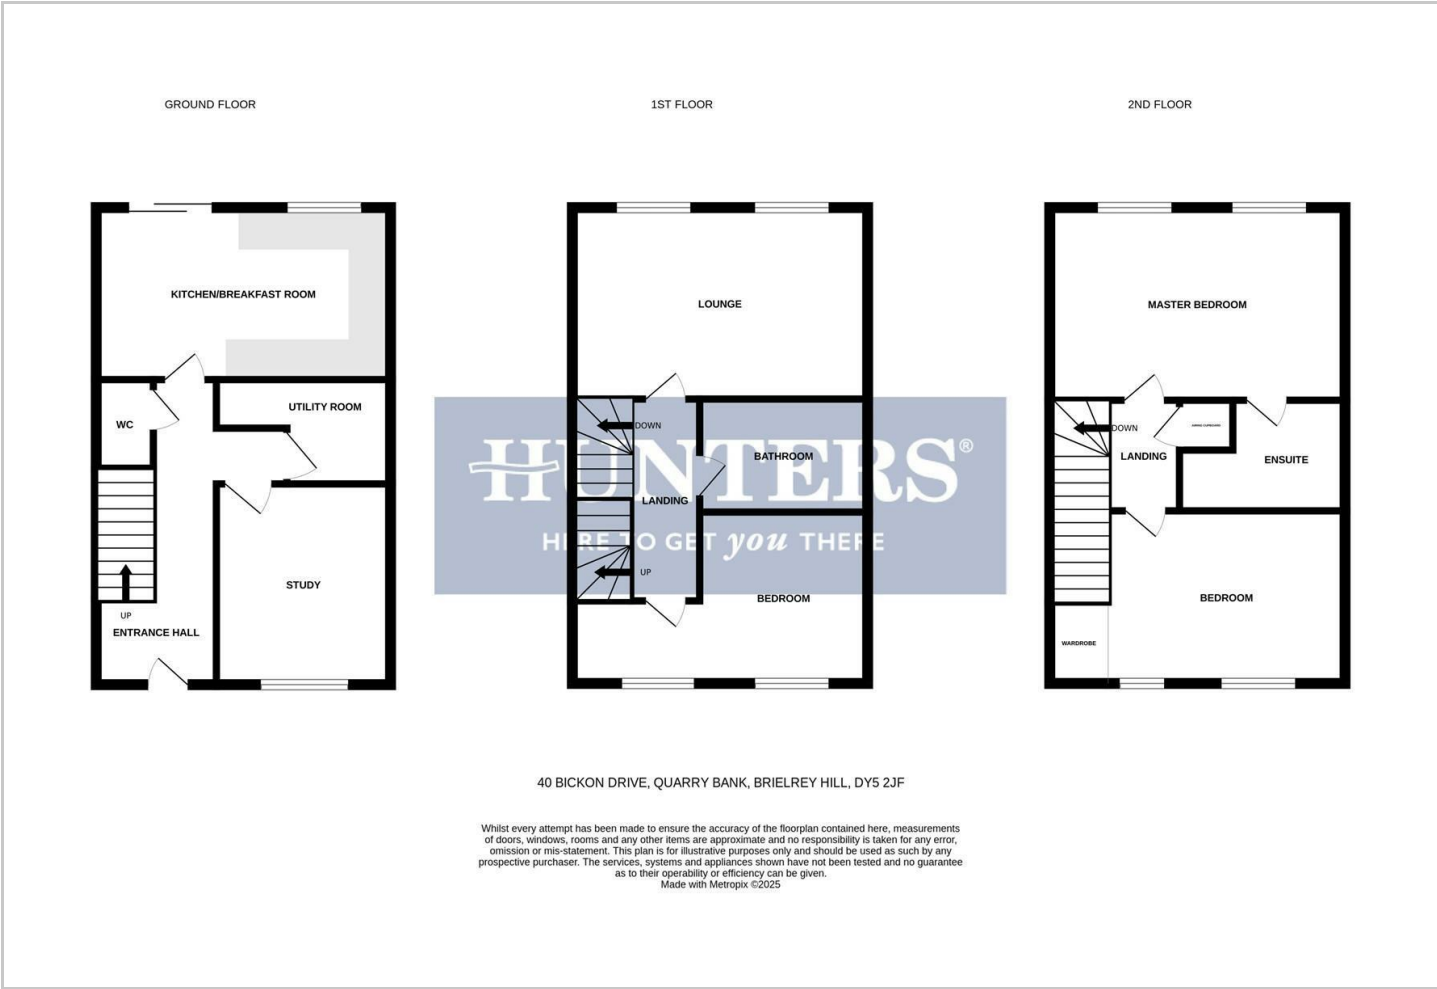 GROUND FLOOR
1ST FLOOR
2ND FLOOR
KITCHEN/BREAKFAST ROOM
UTILITY ROOM
WC
STUDY
UP
ENTRANCE HALL
LOUNGE
DOWN
BATHROOM
LANDING
UP
BEDROOM
HUNTERS®
HERE TO GET you THERE
MASTER BEDROOM
DOWN
AIRING CUPBOARD
LANDING
ENSUITE
BEDROOM
WARDROBE
40 BICKON DRIVE, QUARRY BANK, BRIELREY HILL, DY5 2JF
Whilst every attempt has been made to ensure the accuracy of the floorplan contained here, measurements
of doors, windows, rooms and any other items are approximate and no responsibility is taken for any error,
omission or mis-statement. This plan is for illustrative purposes only and should be used as such by any
prospective purchaser. The services, systems and appliances shown have not been tested and no guarantee
as to their operability or efficiency can be given.
Made with Metropix ©2025